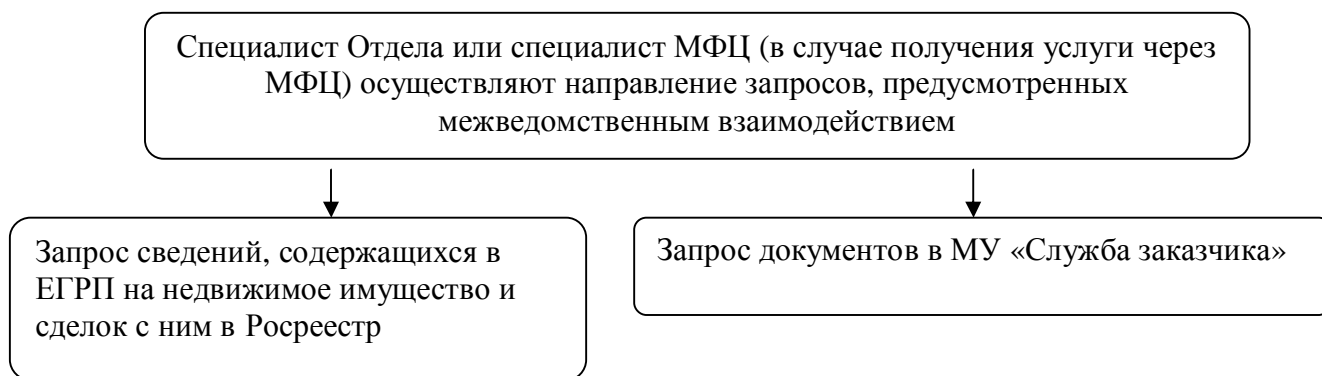 Специалист Отдела или специалист МФЦ (в случае получения услуги через
МФЦ) осуществляют направление запросов, предусмотренных
межведомственным взаимодействием
Запрос сведений, содержащихся в
ЕГРП на недвижимое имущество и
сделок с ним в Росреестр
Запрос документов в МУ «Служба заказчика»